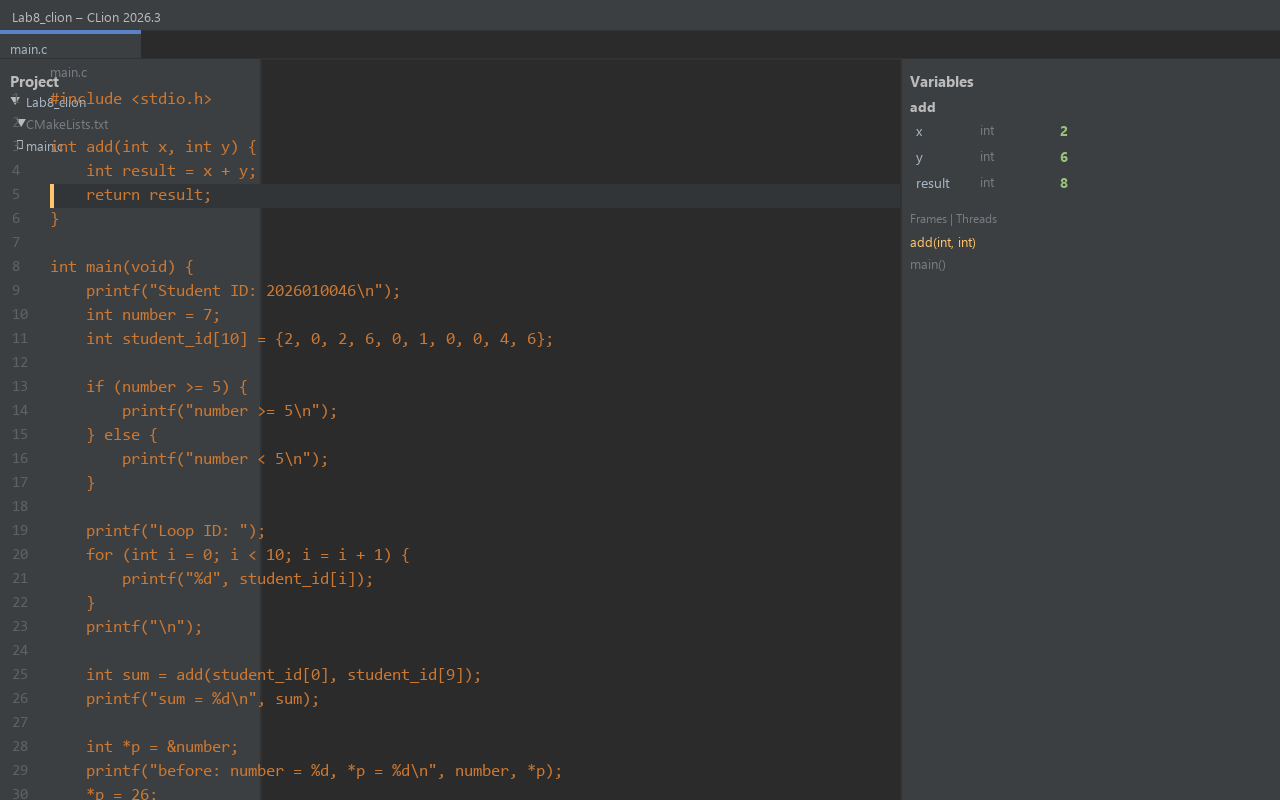 Lab8_clion – CLion 2026.3
main.c
main.c
Project
Lab8_clion
CMakeLists.txt
main.c
1 #include <stdio.h>
2
3 int add(int x, int y) {
4     int result = x + y;
5     return result;
6 }
7
8 int main(void) {
9     printf("Student ID: 2026010046\n");
10     int number = 7;
11     int student_id[10] = {2, 0, 2, 6, 0, 1, 0, 0, 4, 6};
12
13     if (number >= 5) {
14         printf("number >= 5\n");
15     } else {
16         printf("number < 5\n");
17     }
18
19     printf("Loop ID: ");
20     for (int i = 0; i < 10; i = i + 1) {
21         printf("%d", student_id[i]);
22     }
23     printf("\n");
24
25     int sum = add(student_id[0], student_id[9]);
26     printf("sum = %d\n", sum);
27
28     int *p = &number;
29     printf("before: number = %d, *p = %d\n", number, *p);
30     *p = 26;
Variables
add
x int 2
y int 6
result int 8
Frames | Threads
add(int, int)
main()